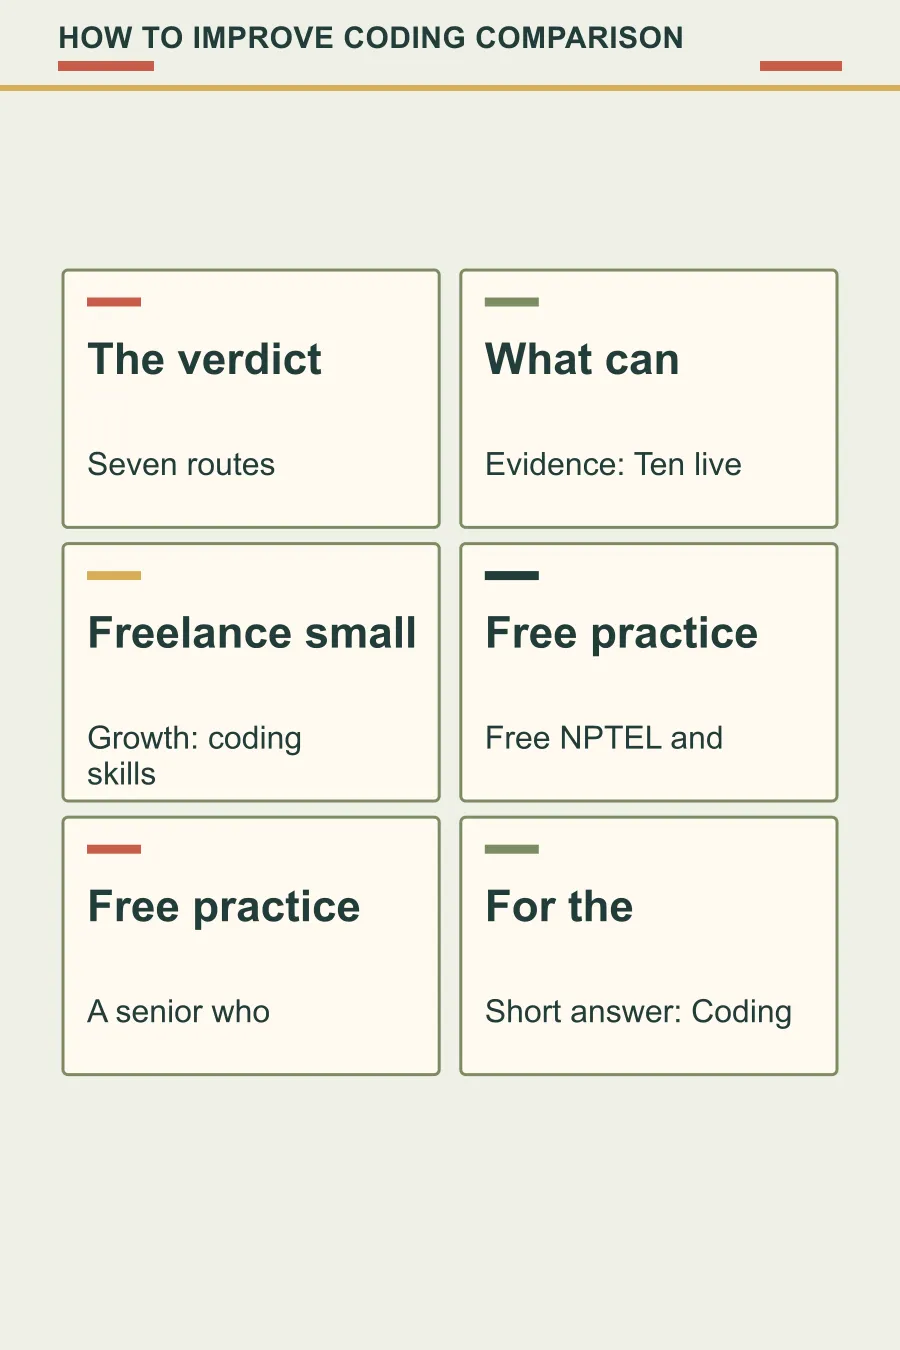 HOW TO IMPROVE CODING COMPARISON
The verdict
Seven routes
What can
Evidence: Ten live
Freelance small
Growth: coding
skills
Free practice
Free NPTEL and
Free practice
A senior who
For the
Short answer: Coding